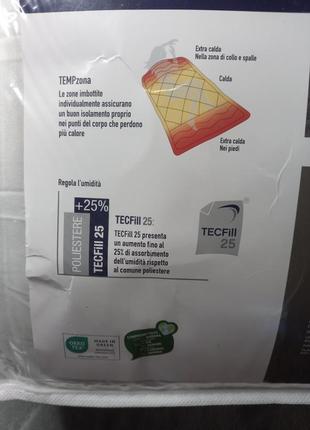 Extra calda
Nella zona di collo e spalle
TEMPzona
Calda
Le zone imbottite
individualmente assicurano
un buon isolamento proprio
nei punti del corpo che perdono
più calore
Extra calda
Nei piedi
Regola l'umidità
+25%
POLIESTERE
TECFill 25
TECFill 25:
TECFill 25 presenta
un aumento fino al
25% di assorbimento
dell'umidità rispetto
al comune poliestere
TECFill
25
OEKO
TEX
MADE IN
GREEN